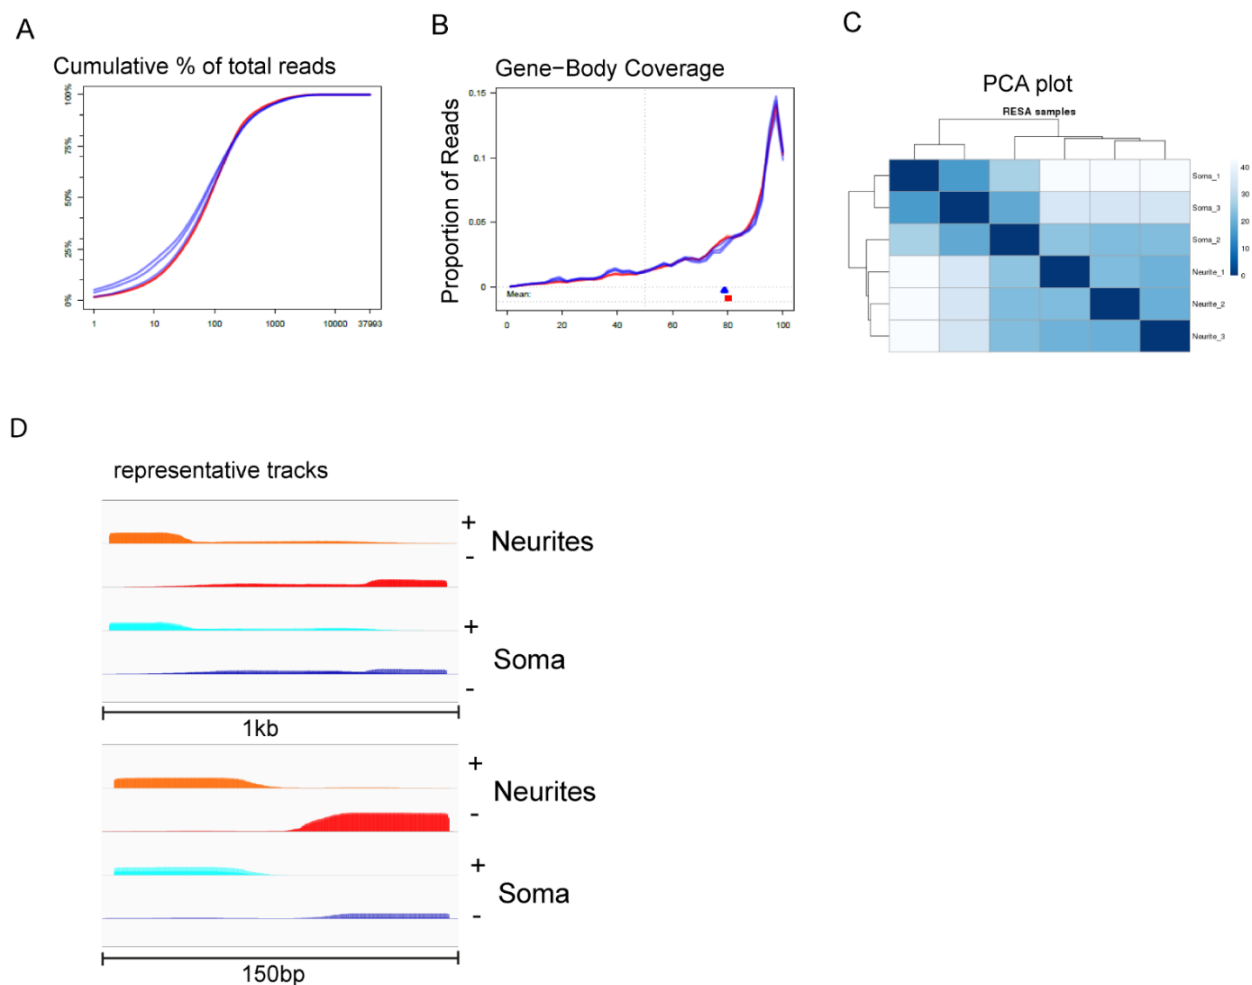 A
Cumulative % of total reads
100%
75%
50%
25%
0%
1 10 100 1000 10000 37993
B
Gene-Body Coverage
Proportion of Reads
0.15
0.1
0.05
0
Mean:
0 20 40 60 80 100
C
PCA plot
RESA samples
Soma_1
Soma_3
Soma_2
Neurite_1
Neurite_2
Neurite_3
40
30
20
10
0
D
representative tracks
+
Neurites
-
+
Soma
-
1kb
+
Neurites
-
+
Soma
-
150bp